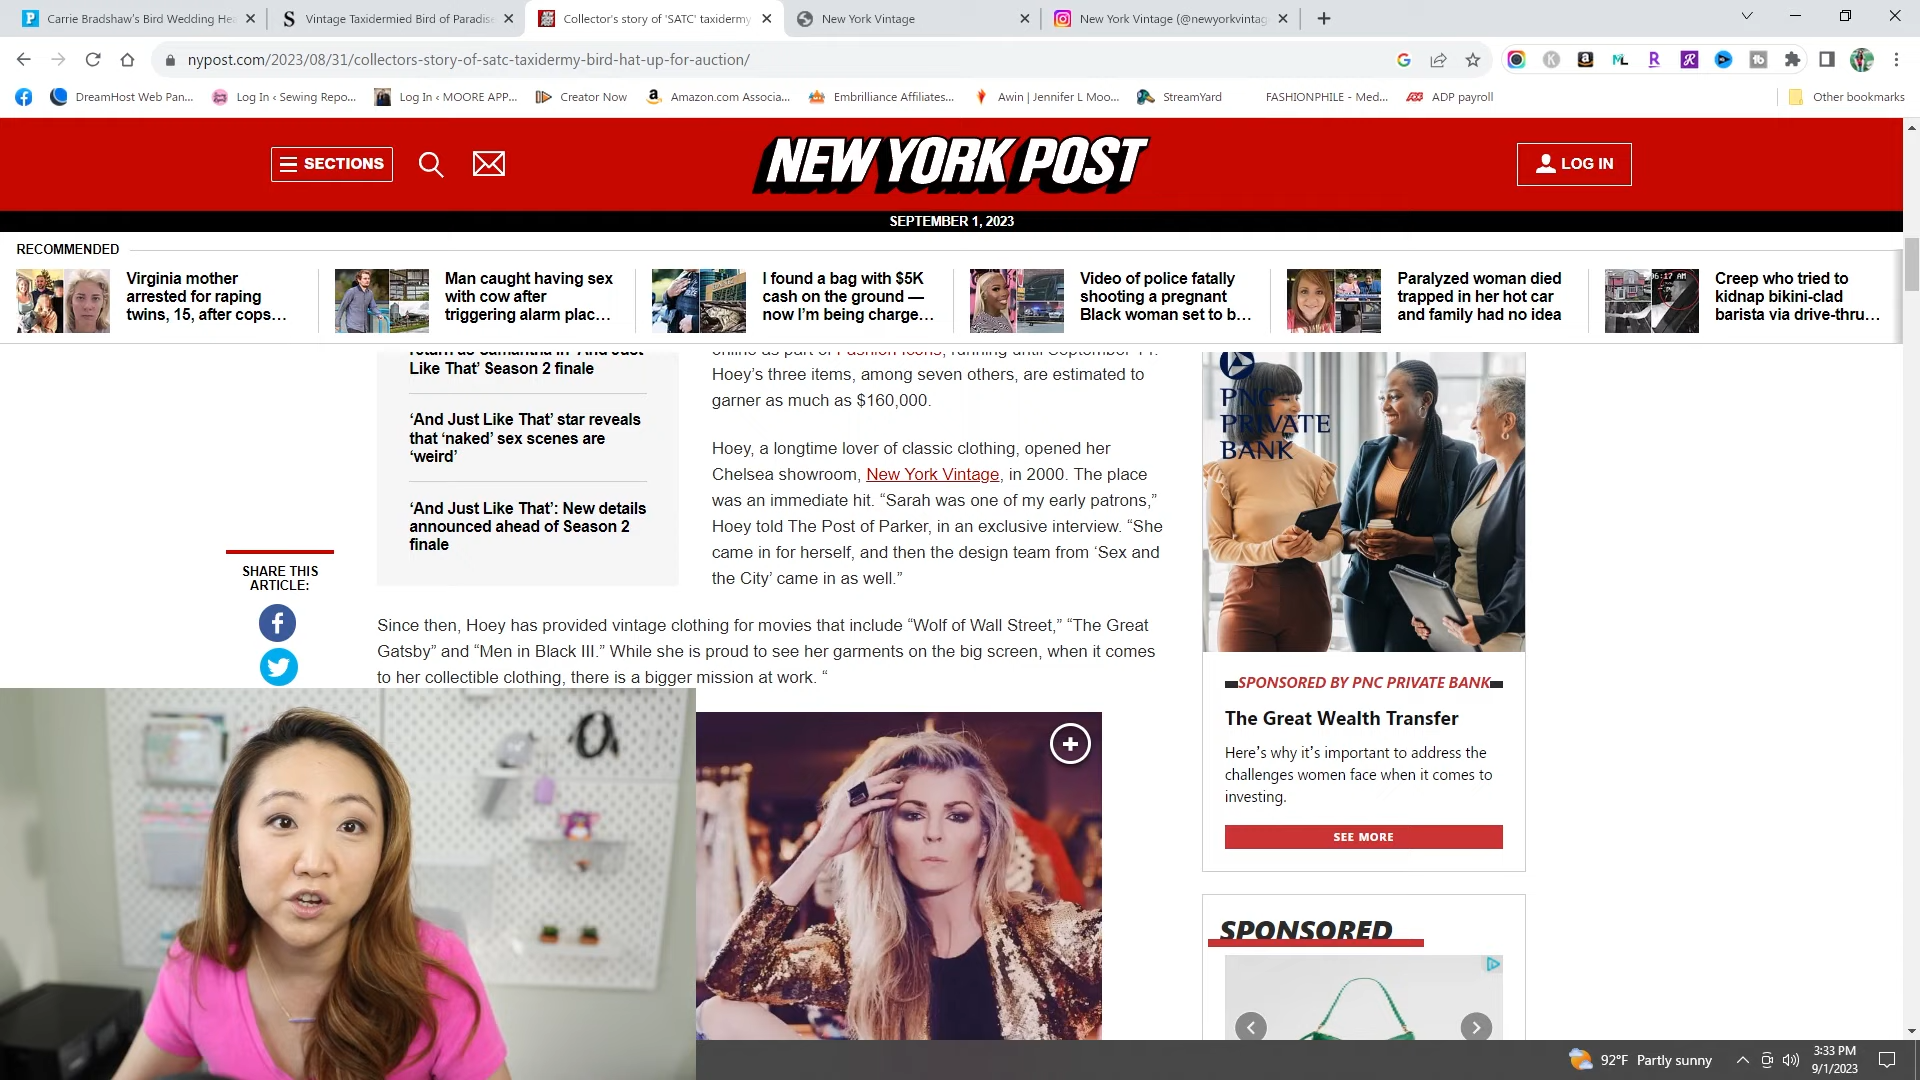 Carrie Bradshaw's Bird Wedding He
Vintage Taxidermied Bird of Paradise
Collector's story of 'SATC' taxidermy
New York Vintage
New York Vintage (@newyorkvintag
nypost.com/2023/08/31/collectors-story-of-satc-taxidermy-bird-hat-up-for-auction/
DreamHost Web Pan...
Log In ‹ Sewing Repo...
Log In ‹ MOORE APP...
Creator Now
Amazon.com Associa...
Embrilliance Affiliates...
Awin | Jennifer L Moo...
StreamYard
FASHIONPHILE - Med...
ADP payroll
Other bookmarks
SECTIONS
NEW YORK POST
LOG IN
SEPTEMBER 1, 2023
RECOMMENDED
Virginia mother
arrested for raping
twins, 15, after cops...
Man caught having sex
with cow after
triggering alarm plac...
I found a bag with $5K
cash on the ground —
now I'm being charge...
Video of police fatally
shooting a pregnant
Black woman set to b...
Paralyzed woman died
trapped in her hot car
and family had no idea
Creep who tried to
kidnap bikini-clad
barista via drive-thru...
return as Samantha in 'And Just
Like That' Season 2 finale
'And Just Like That' star reveals
that 'naked' sex scenes are
'weird'
'And Just Like That': New details
announced ahead of Season 2
finale
SHARE THIS
ARTICLE:
online as part of Fashion Icons, running until September
Hoey's three items, among seven others, are estimated to
garner as much as $160,000.
Hoey, a longtime lover of classic clothing, opened her
Chelsea showroom, New York Vintage, in 2000. The place
was an immediate hit. “Sarah was one of my early patrons,”
Hoey told The Post of Parker, in an exclusive interview. “She
came in for herself, and then the design team from ‘Sex and
the City’ came in as well.”
Since then, Hoey has provided vintage clothing for movies that include “Wolf of Wall Street,” “The Great
Gatsby” and “Men in Black III.” While she is proud to see her garments on the big screen, when it comes
to her collectible clothing, there is a bigger mission at work. “
PNC
PRIVATE
BANK
SPONSORED BY PNC PRIVATE BANK
The Great Wealth Transfer
Here's why it's important to address the
challenges women face when it comes to
investing.
SEE MORE
SPONSORED
92°F Partly sunny
3:33 PM
9/1/2023